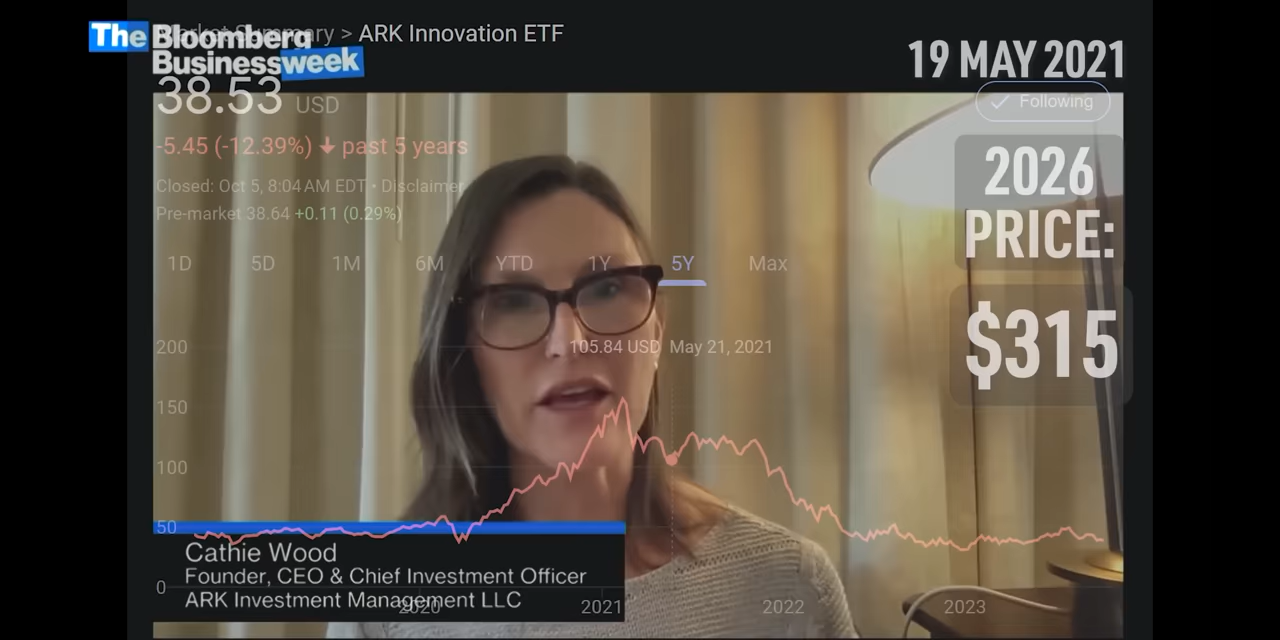 Market Summary > ARK Innovation ETF
The Bloomberg
Businessweek
19 MAY 2021
38.53 USD
Following
-5.45 (-12.39%) past 5 years
2026
PRICE:
Closed: Oct 5, 8:04 AM EDT • Disclaimer
Pre-market 38.64 +0.11 (0.29%)
1D 5D 1M 6M YTD 1Y 5Y Max
$315
200
105.84 USD May 21, 2021
150
100
50
Cathie Wood
Founder, CEO & Chief Investment Officer
0
ARK Investment Management LLC
2020 2021 2022 2023